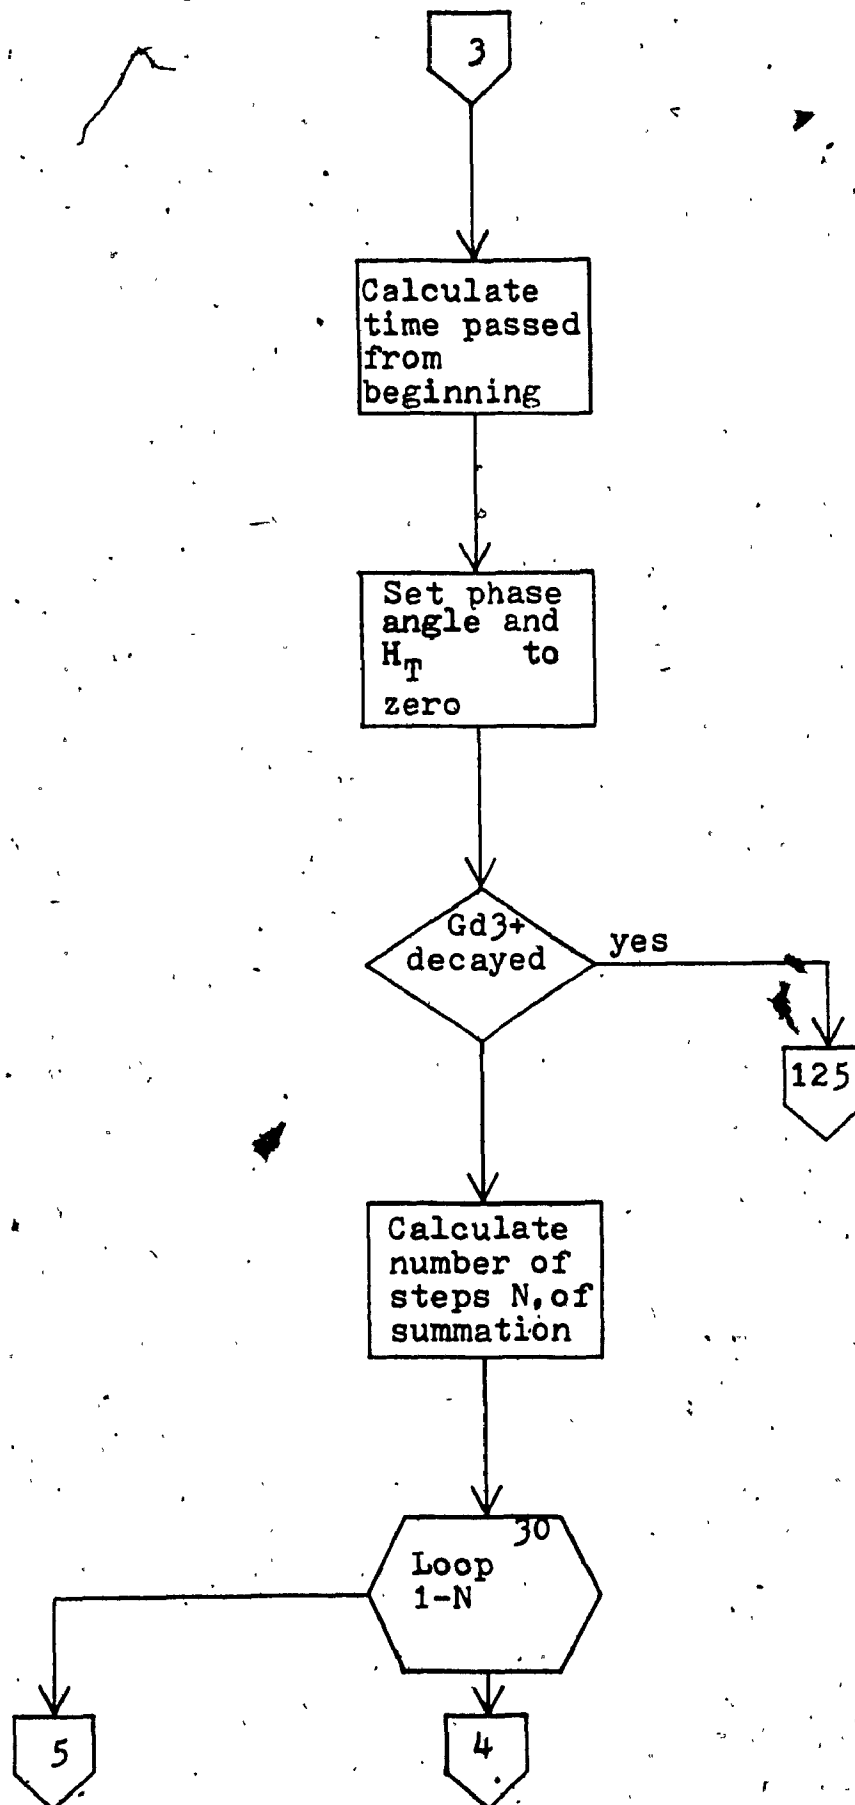 3
Calculate
time passed
from
beginning
Set phase
angle and
H_T to
zero
Gd3+
decayed
yes
125
Calculate
number of
steps N, of
summation
30
Loop
1-N
5
4